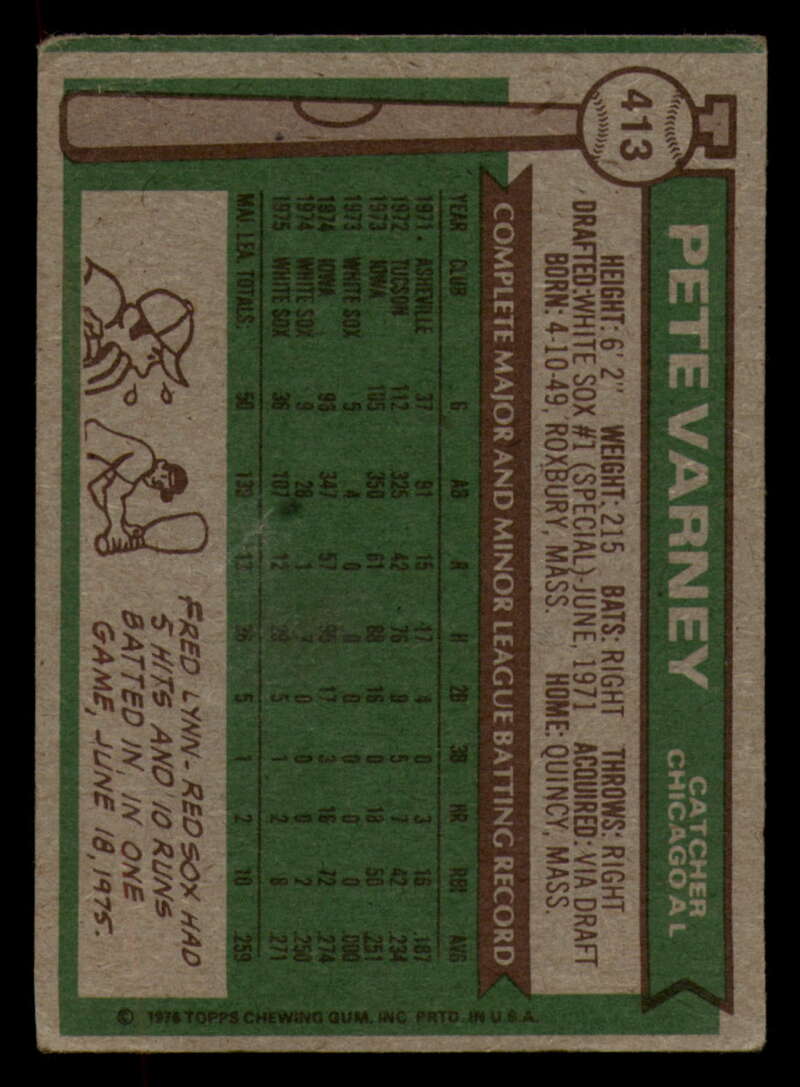 413
PETE VARNEY
CATCHER
CHICAGO A L
HEIGHT: 6' 2" WEIGHT: 215 BATS: RIGHT THROWS: RIGHT
DRAFTED-WHITE SOX #1 (SPECIAL)-JUNE, 1971 ACQUIRED: VIA DRAFT
BORN: 4-10-49, ROXBURY, MASS. HOME: QUINCY, MASS.
COMPLETE MAJOR AND MINOR LEAGUE BATTING RECORD
YEAR CLUB G AB R H 2B 3B HR RBI AVG
1971 ASHEVILLE 37 91 15 17 4 0 3 16 .187
1972 TUCSON 112 325 42 76 9 5 7 42 .234
1973 IOWA 105 350 61 88 16 0 18 50 .251
1973 WHITE SOX 5 4 0 0 0 0 0 0 .000
1974 IOWA 96 347 57 95 17 3 16 72 .274
1974 WHITE SOX 9 28 1 7 0 0 0 2 .250
1975 WHITE SOX 36 107 12 29 5 1 2 8 .271
MAJ. LEA. TOTALS 50 139 13 36 5 1 2 10 .259
FRED LYNN-RED SOX HAD
5 HITS AND 10 RUNS
BATTED IN, IN ONE
GAME, JUNE 18, 1975.
© 1976 TOPPS CHEWING GUM, INC. PRTD. IN U.S.A.